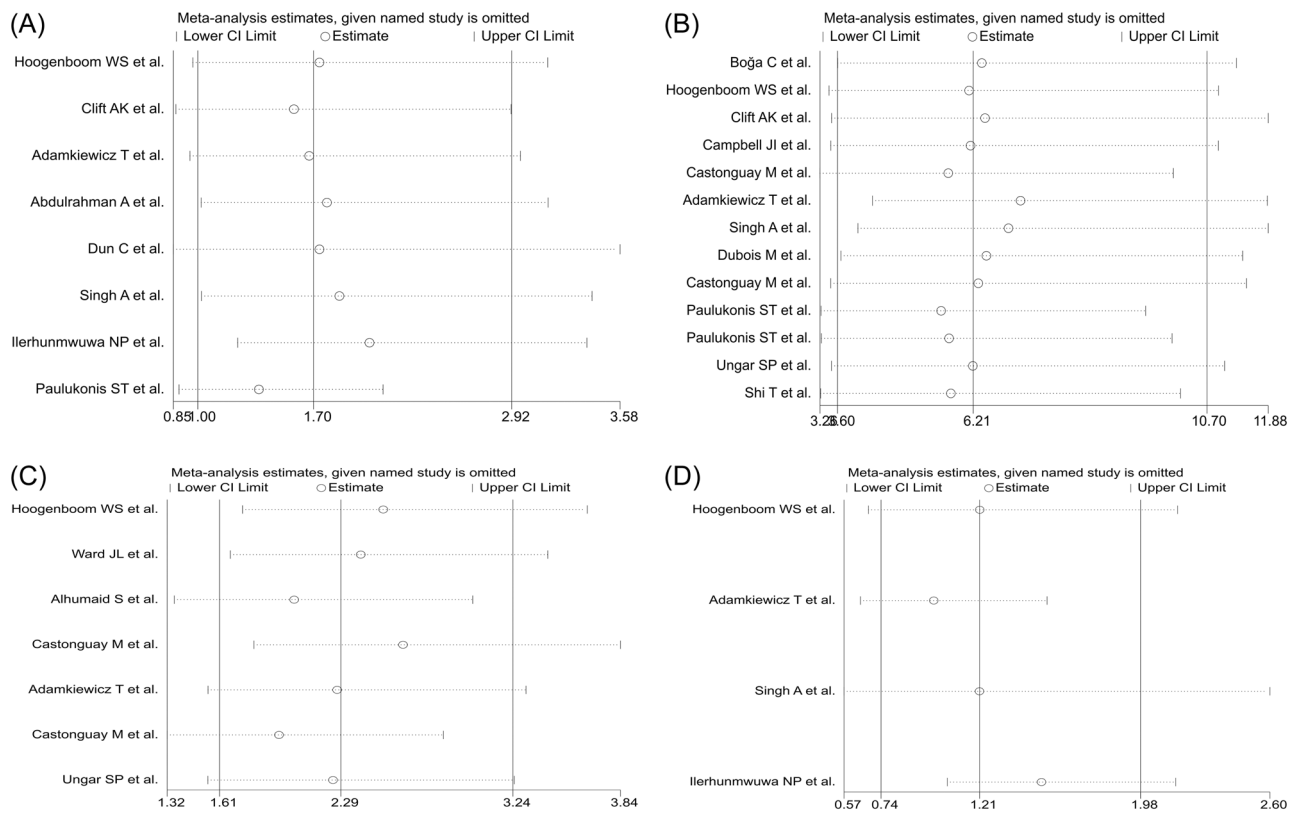 (A)
Meta-analysis estimates, given named study is omitted
| Lower CI Limit ○ Estimate | Upper CI Limit
Hoogenboom WS et al.
Clift AK et al.
Adamkiewicz T et al.
Abdulrahman A et al.
Dun C et al.
Singh A et al.
Ilerhunmwuwa NP et al.
Paulukonis ST et al.
0.85 1.00 1.70 2.92 3.58
(B)
Meta-analysis estimates, given named study is omitted
| Lower CI Limit ○ Estimate | Upper CI Limit
Boğa C et al.
Hoogenboom WS et al.
Clift AK et al.
Campbell JI et al.
Castonguay M et al.
Adamkiewicz T et al.
Singh A et al.
Dubois M et al.
Castonguay M et al.
Paulukonis ST et al.
Paulukonis ST et al.
Ungar SP et al.
Shi T et al.
3.26 3.60 6.21 10.70 11.88
(C)
Meta-analysis estimates, given named study is omitted
| Lower CI Limit ○ Estimate | Upper CI Limit
Hoogenboom WS et al.
Ward JL et al.
Alhumaid S et al.
Castonguay M et al.
Adamkiewicz T et al.
Castonguay M et al.
Ungar SP et al.
1.32 1.61 2.29 3.24 3.84
(D)
Meta-analysis estimates, given named study is omitted
| Lower CI Limit ○ Estimate | Upper CI Limit
Hoogenboom WS et al.
Adamkiewicz T et al.
Singh A et al.
Ilerhunmwuwa NP et al.
0.57 0.74 1.21 1.98 2.60